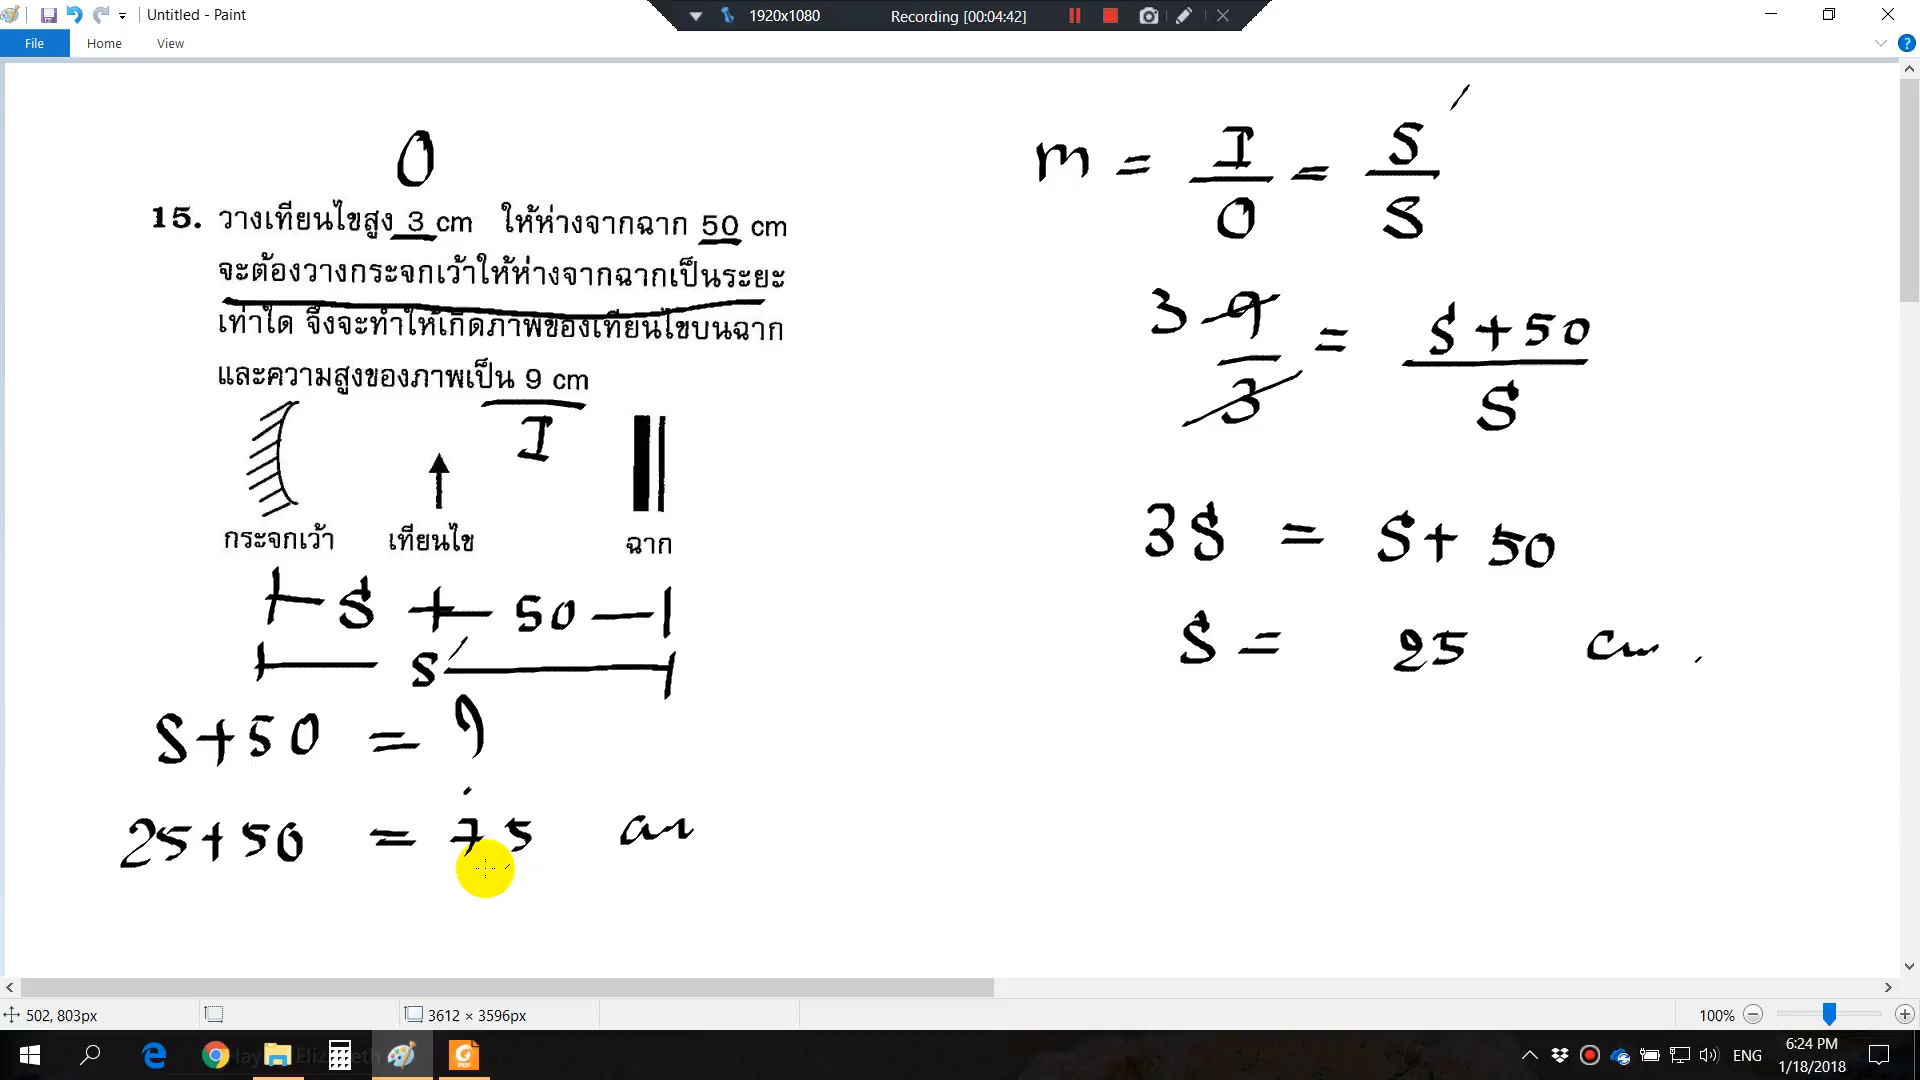 Untitled - Paint
1920x1080
Recording [00:04:42]
File
Home
View
O
15. วางเทียนไขสูง 3 cm ให้ห่างจากฉาก 50 cm
จะต้องวางกระจกเว้าให้ห่างจากฉากเป็นระยะ
เท่าใด จึงจะทำให้เกิดภาพของเทียนไขบนฉาก
และความสูงของภาพเป็น 9 cm
I
กระจกเว้า
เทียนไข
ฉาก
S
50
S'
S+50 = ?
25+50 = 75 cm
m = I/O = S'/S
3 9/3 = S+50/S
3S = S+50
S = 25 cm.
502, 803px
3612 × 3596px
100%
ENG
6:24 PM
1/18/2018